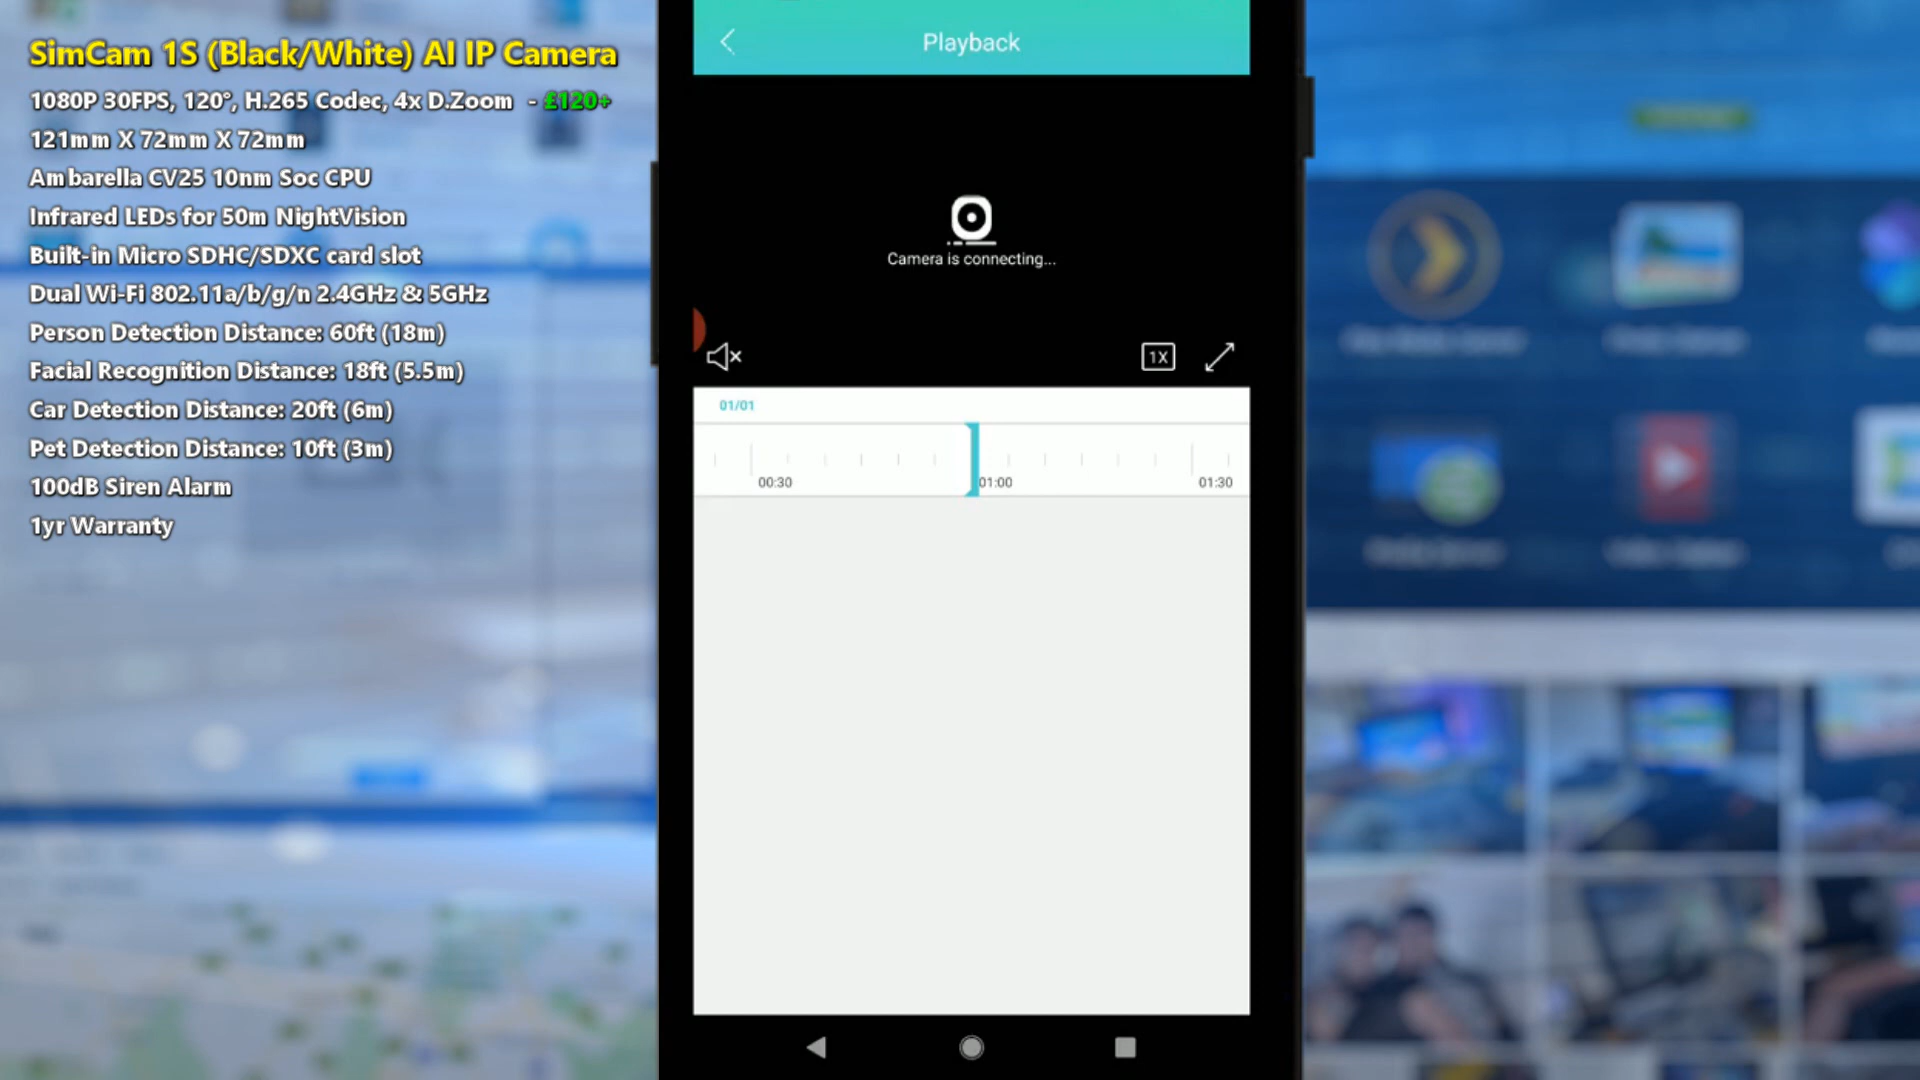 SimCam 1S (Black/White) AI IP Camera
1080P 30FPS, 120°, H.265 Codec, 4x D.Zoom - £120+
121mm X 72mm X 72mm
Ambarella CV25 10nm Soc CPU
Infrared LEDs for 50m NightVision
Built-in Micro SDHC/SDXC card slot
Dual Wi-Fi 802.11a/b/g/n 2.4GHz & 5GHz
Person Detection Distance: 60ft (18m)
Facial Recognition Distance: 18ft (5.5m)
Car Detection Distance: 20ft (6m)
Pet Detection Distance: 10ft (3m)
100dB Siren Alarm
1yr Warranty
Playback
Camera is connecting...
1X
01/01
00:30 01:00 01:30